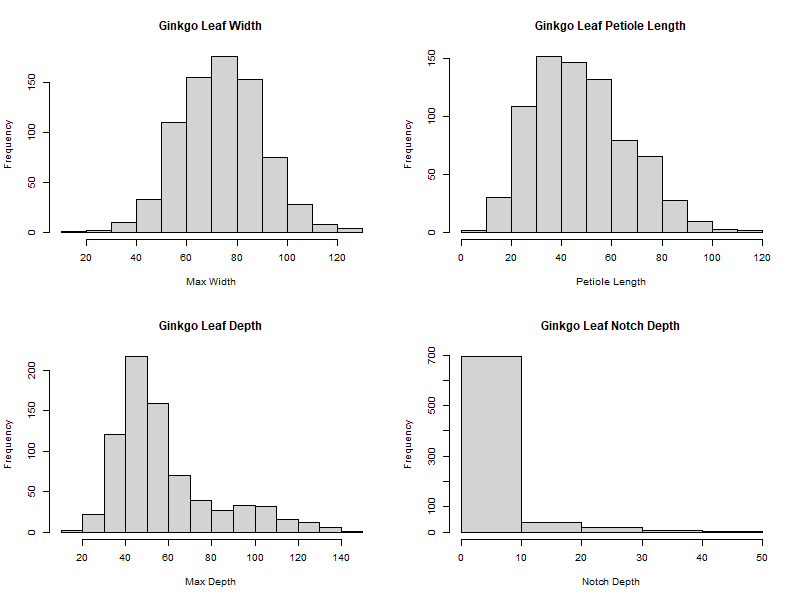 Ginkgo Leaf Width
Frequency
0
50
100
150
20 40 60 80 100 120
Max Width
Ginkgo Leaf Petiole Length
Frequency
0
50
100
150
0 20 40 60 80 100 120
Petiole Length
Ginkgo Leaf Depth
Frequency
0
50
100
150
200
20 40 60 80 100 120 140
Max Depth
Ginkgo Leaf Notch Depth
Frequency
0
100
300
500
700
0 10 20 30 40 50
Notch Depth